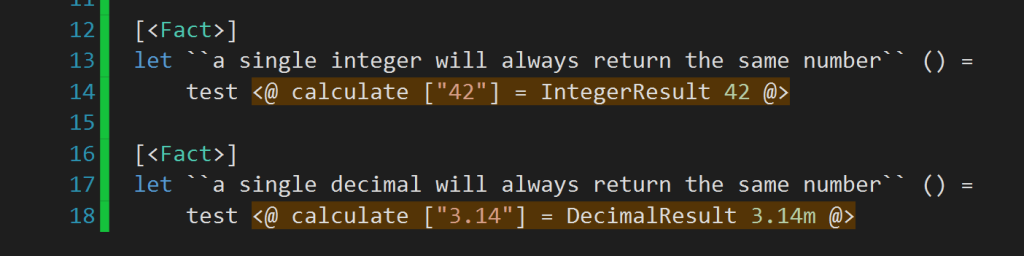 11
12 [<Fact>]
13 let ``a single integer will always return the same number`` () =
14 test <@ calculate ["42"] = IntegerResult 42 @>
15
16 [<Fact>]
17 let ``a single decimal will always return the same number`` () =
18 test <@ calculate ["3.14"] = DecimalResult 3.14m @>